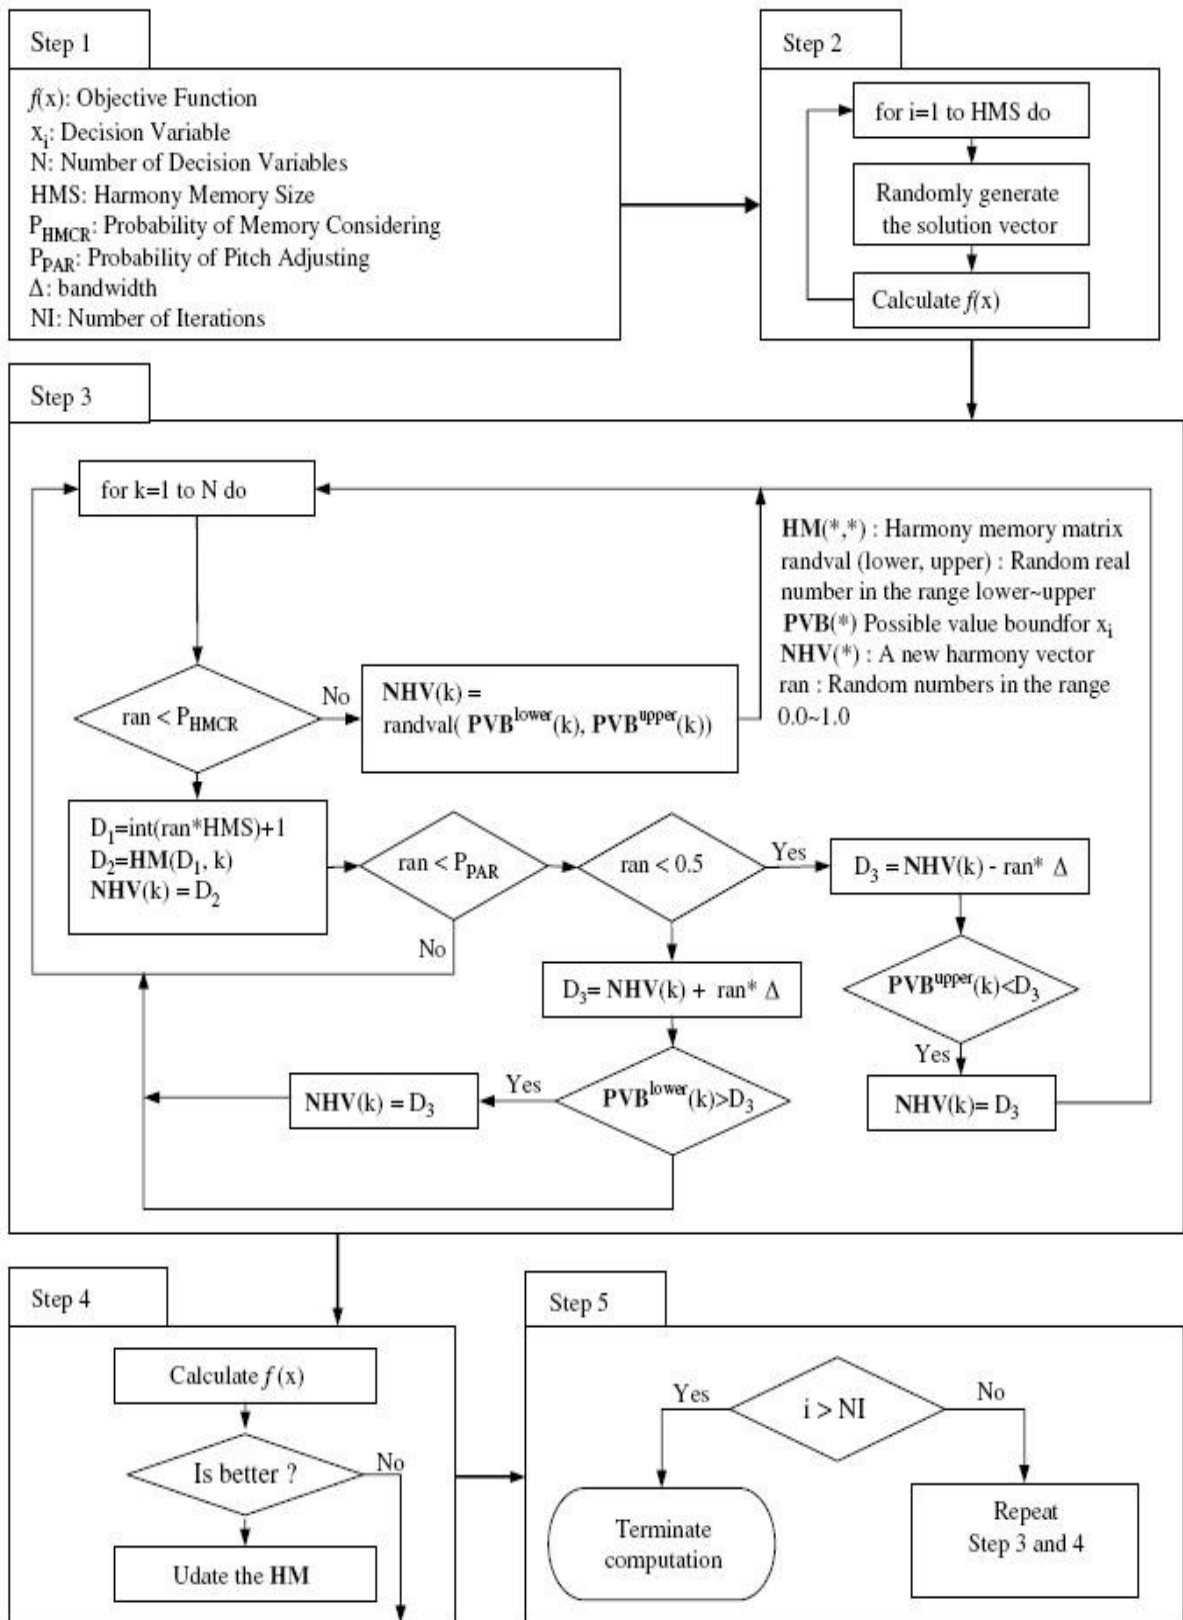 Step 1
f(x): Objective Function
xi: Decision Variable
N: Number of Decision Variables
HMS: Harmony Memory Size
PHMCR: Probability of Memory Considering
PPAR: Probability of Pitch Adjusting
Δ: bandwidth
NI: Number of Iterations
Step 2
for i=1 to HMS do
Randomly generate
the solution vector
Calculate f(x)
Step 3
for k=1 to N do
HM(*,*) : Harmony memory matrix
randval (lower, upper) : Random real
number in the range lower~upper
PVB(*) Possible value boundfor xi
NHV(*) : A new harmony vector
ran : Random numbers in the range
0.0~1.0
ran < PHMCR
No
NHV(k) =
randval( PVBlower(k), PVBupper(k))
D1=int(ran*HMS)+1
D2=HM(D1, k)
NHV(k) = D2
ran < PPAR
No
ran < 0.5
Yes
D3 = NHV(k) - ran* Δ
D3= NHV(k) + ran* Δ
PVBupper(k)<D3
Yes
NHV(k)= D3
PVBlower(k)>D3
Yes
NHV(k) = D3
Step 4
Calculate f (x)
Is better ?
No
Udate the HM
Step 5
i > NI
Yes
No
Terminate
computation
Repeat
Step 3 and 4